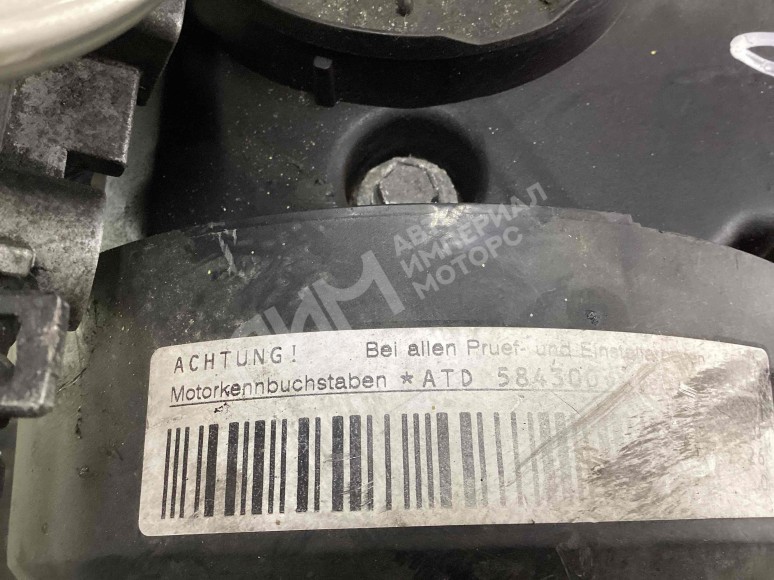 АВТО
ИМПЕРИАЛ
МОТОРС
ACHTUNG! Bei allen Pruef- und
Motorkennbuchstaben *ATD 584300